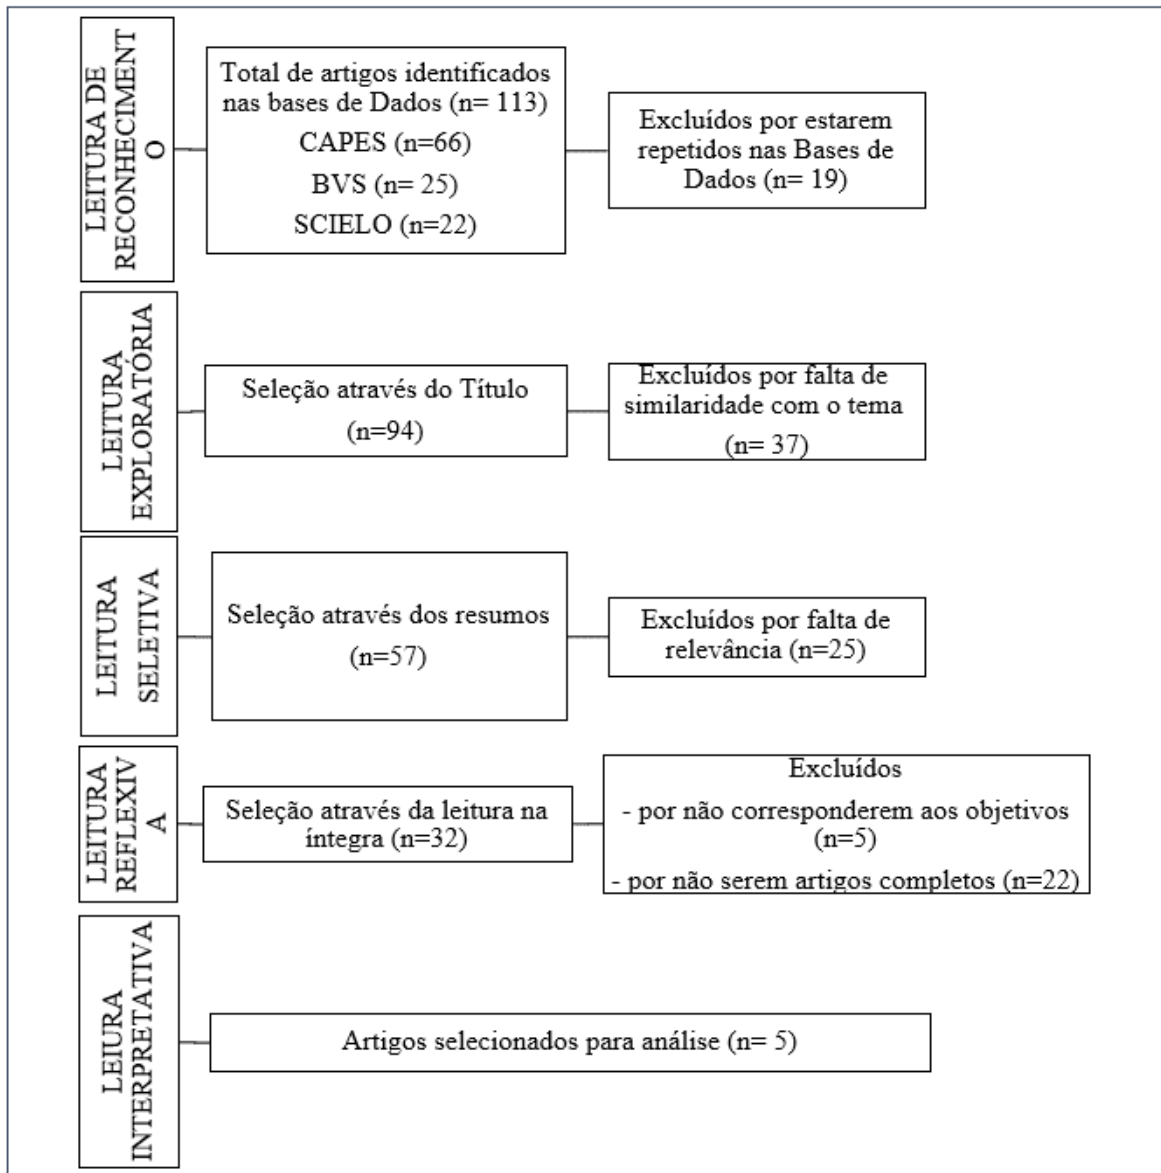 LEITURA DE
RECONHECIMENT
O
Total de artigos identificados
nas bases de Dados (n= 113)
CAPES (n=66)
BVS (n= 25)
SCIELO (n=22)
Excluídos por estarem
repetidos nas Bases de
Dados (n= 19)
LEITURA
EXPLORATÓRIA
Seleção através do Título
(n=94)
Excluídos por falta de
similaridade com o tema
(n= 37)
LEITURA
SELETIVA
Seleção através dos resumos
(n=57)
Excluídos por falta de
relevância (n=25)
LEITURA
REFLEXIV
A
Seleção através da leitura na
íntegra (n=32)
Excluídos
- por não corresponderem aos objetivos
(n=5)
- por não serem artigos completos (n=22)
LEIURA
INTERPRETATIVA
Artigos selecionados para análise (n= 5)